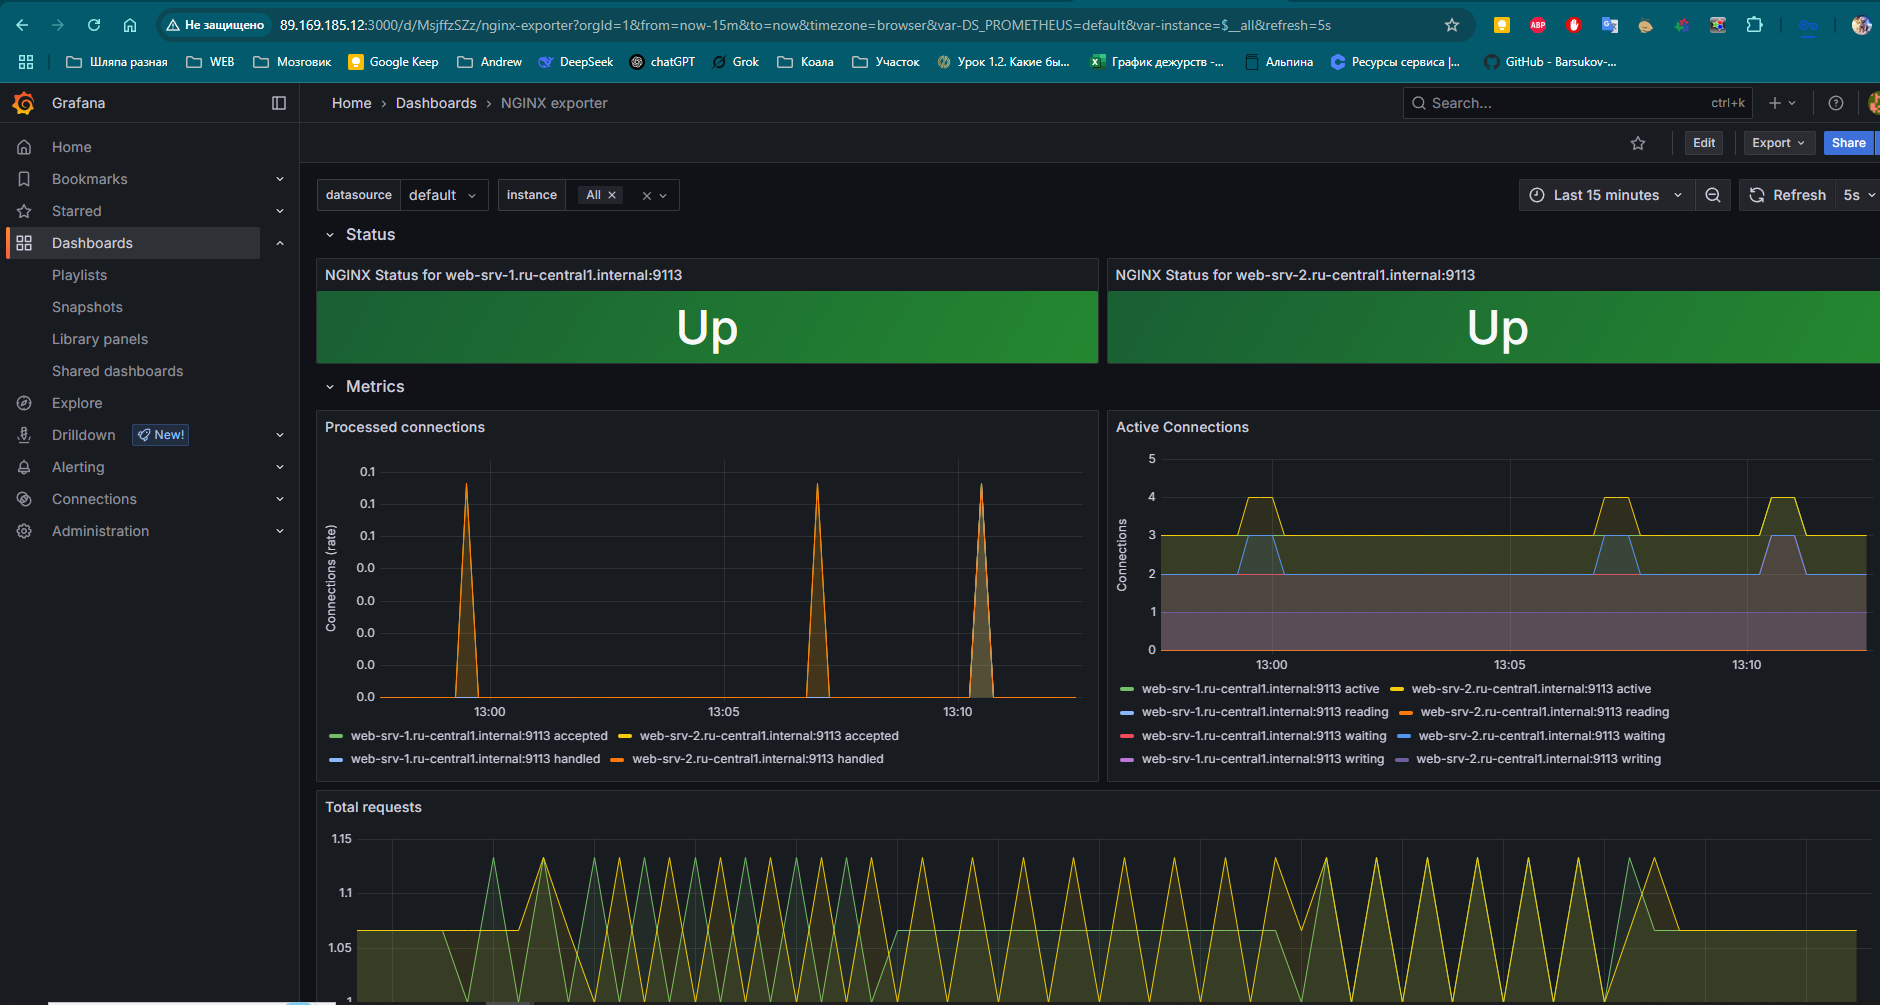 Не защищено 89.169.185.12:3000/d/MsjffzSZz/nginx-exporter?orgId=1&from=now-15m&to=now&timezone=browser&var-DS_PROMETHEUS=default&var-instance=$__all&refresh=5s
ABP
Шляпа разная WEB Мозговик Google Keep Andrew DeepSeek chatGPT Grok Коала Участок Урок 1.2. Какие бы... График дежурств -... Альпина Ресурсы сервиса |... GitHub - Barsukov-...
Grafana
Home › Dashboards › NGINX exporter
Search... ctrl+k
Edit Export Share
Home
Bookmarks
Starred
Dashboards
Playlists
Snapshots
Library panels
Shared dashboards
Explore
Drilldown New!
Alerting
Connections
Administration
datasource default instance All
Last 15 minutes Refresh 5s
Status
NGINX Status for web-srv-1.ru-central1.internal:9113
Up
NGINX Status for web-srv-2.ru-central1.internal:9113
Up
Metrics
Processed connections
Connections (rate)
0.1
0.1
0.1
0.0
0.0
0.0
0.0
0.0
13:00 13:05 13:10
web-srv-1.ru-central1.internal:9113 accepted web-srv-2.ru-central1.internal:9113 accepted
web-srv-1.ru-central1.internal:9113 handled web-srv-2.ru-central1.internal:9113 handled
Active Connections
Connections
5
4
3
2
1
0
13:00 13:05 13:10
web-srv-1.ru-central1.internal:9113 active web-srv-2.ru-central1.internal:9113 active
web-srv-1.ru-central1.internal:9113 reading web-srv-2.ru-central1.internal:9113 reading
web-srv-1.ru-central1.internal:9113 waiting web-srv-2.ru-central1.internal:9113 waiting
web-srv-1.ru-central1.internal:9113 writing web-srv-2.ru-central1.internal:9113 writing
Total requests
1.15
1.1
1.05
1